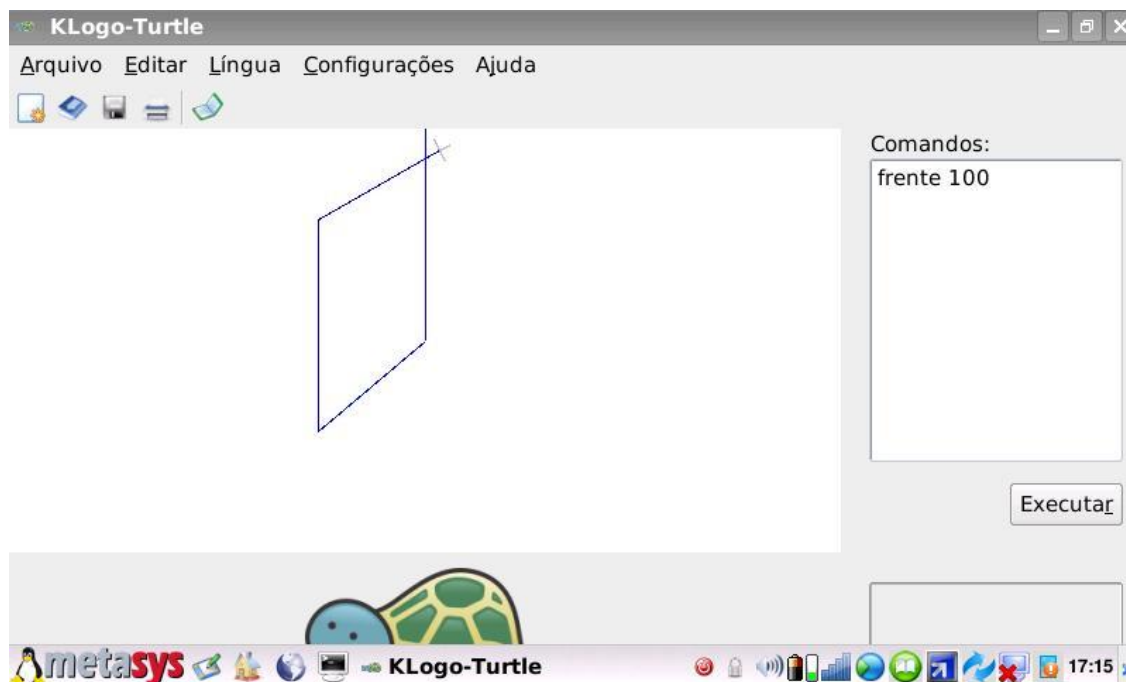 KLogo-Turtle
Arquivo Editar Língua Configurações Ajuda
Comandos:
frente 100
Executar
metasys KLogo-Turtle 17:15